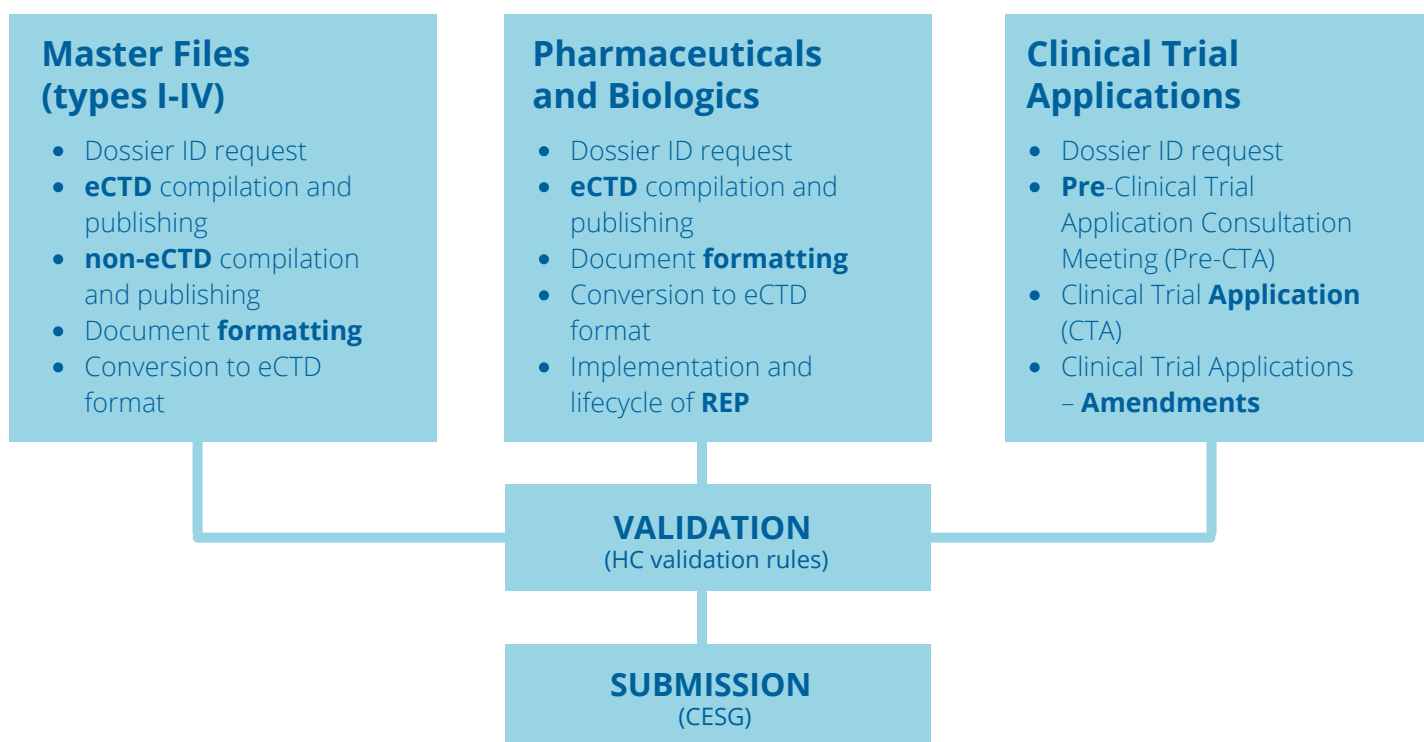 Master Files
(types I-IV)
• Dossier ID request
• eCTD compilation and
publishing
• non-eCTD compilation
and publishing
• Document formatting
• Conversion to eCTD
format
Pharmaceuticals
and Biologics
• Dossier ID request
• eCTD compilation and
publishing
• Document formatting
• Conversion to eCTD
format
• Implementation and
lifecycle of REP
Clinical Trial
Applications
• Dossier ID request
• Pre-Clinical Trial
Application Consultation
Meeting (Pre-CTA)
• Clinical Trial Application
(CTA)
• Clinical Trial Applications
– Amendments
VALIDATION
(HC validation rules)
SUBMISSION
(CESG)